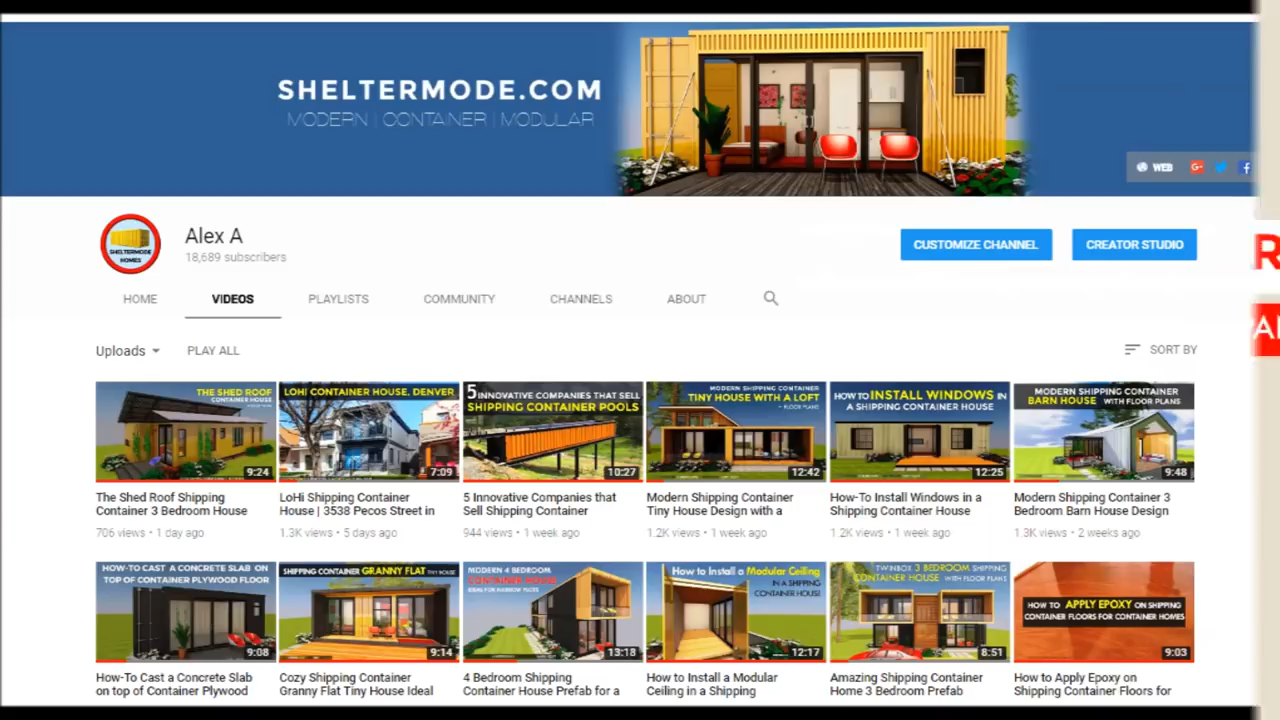 SHELTERMODE.COM
MODERN | CONTAINER | MODULAR
WEB
SHELTERMODE
HOMES
Alex A
18,689 subscribers
CUSTOMIZE CHANNEL
CREATOR STUDIO
HOME VIDEOS PLAYLISTS COMMUNITY CHANNELS ABOUT
Uploads PLAY ALL
SORT BY
THE SHED ROOF
CONTAINER HOUSE
9:24
LOHI CONTAINER HOUSE, DENVER
7:09
5 INNOVATIVE COMPANIES THAT SELL
SHIPPING CONTAINER POOLS
10:27
MODERN SHIPPING CONTAINER
TINY HOUSE WITH A LOFT
+ FLOOR PLANS
12:42
HOW TO INSTALL WINDOWS IN
A SHIPPING CONTAINER HOUSE
12:25
MODERN SHIPPING CONTAINER
BARN HOUSE WITH FLOOR PLANS
9:48
The Shed Roof Shipping
Container 3 Bedroom House
706 views • 1 day ago
LoHi Shipping Container
House | 3538 Pecos Street in
1.3K views • 5 days ago
5 Innovative Companies that
Sell Shipping Container
944 views • 1 week ago
Modern Shipping Container
Tiny House Design with a
1.2K views • 1 week ago
How-To Install Windows in a
Shipping Container House
1.2K views • 1 week ago
Modern Shipping Container 3
Bedroom Barn House Design
1.3K views • 2 weeks ago
HOW-TO CAST A CONCRETE SLAB ON
TOP OF CONTAINER PLYWOOD FLOOR
9:08
SHIPPING CONTAINER GRANNY FLAT TINY HOUSE
9:14
MODERN 4 BEDROOM
CONTAINER HOUSE
IDEAL FOR NARROW PLOTS
13:18
How to Install a Modular Ceiling
IN A SHIPPING
CONTAINER HOUSE
12:17
TWINBOX 3 BEDROOM SHIPPING
CONTAINER HOUSE WITH FLOOR PLANS
8:51
HOW TO APPLY EPOXY ON SHIPPING
CONTAINER FLOORS FOR CONTAINER HOMES
9:03
How-To Cast a Concrete Slab
on top of Container Plywood
Cozy Shipping Container
Granny Flat Tiny House Ideal
4 Bedroom Shipping
Container House Prefab for a
How to Install a Modular
Ceiling in a Shipping
Amazing Shipping Container
Home 3 Bedroom Prefab
How to Apply Epoxy on
Shipping Container Floors for